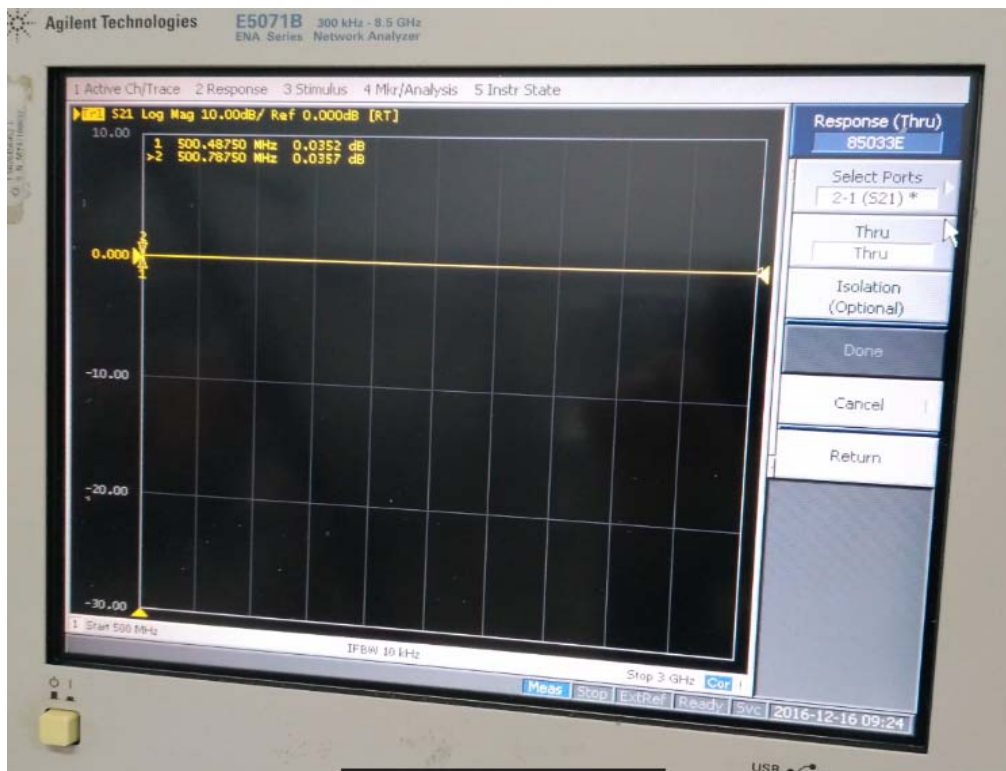 Agilent Technologies E5071B 300 kHz - 8.5 GHz
ENA Series Network Analyzer
1 Active Ch/Trace 2 Response 3 Stimulus 4 Mkr/Analysis 5 Instr State
Tr1 S21 Log Mag 10.00dB/ Ref 0.000dB [RT]
10.00
1 500.48750 MHz 0.0352 dB
>2 500.78750 MHz 0.0357 dB
0.000
-10.00
-20.00
-30.00
1 Start 500 MHz
IFBW 10 kHz
Stop 3 GHz Cor !
Meas Stop ExtRef Ready Svc 2016-12-16 09:24
Response (Thru)
85033E
Select Ports
2-1 (S21) *
Thru
Thru
Isolation
(Optional)
Done
Cancel
Return
USB